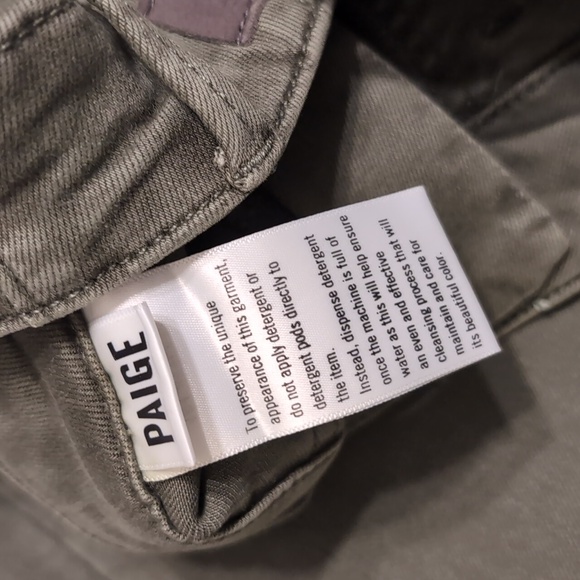 PAIGE
To preserve the unique
appearance of this garment,
do not apply detergent or
detergent pods directly to
the item.
Instead, disperse detergent
once the machine is full of
water as this will help ensure
an even and effective
cleansing process that will
maintain and care for
its beautiful color.